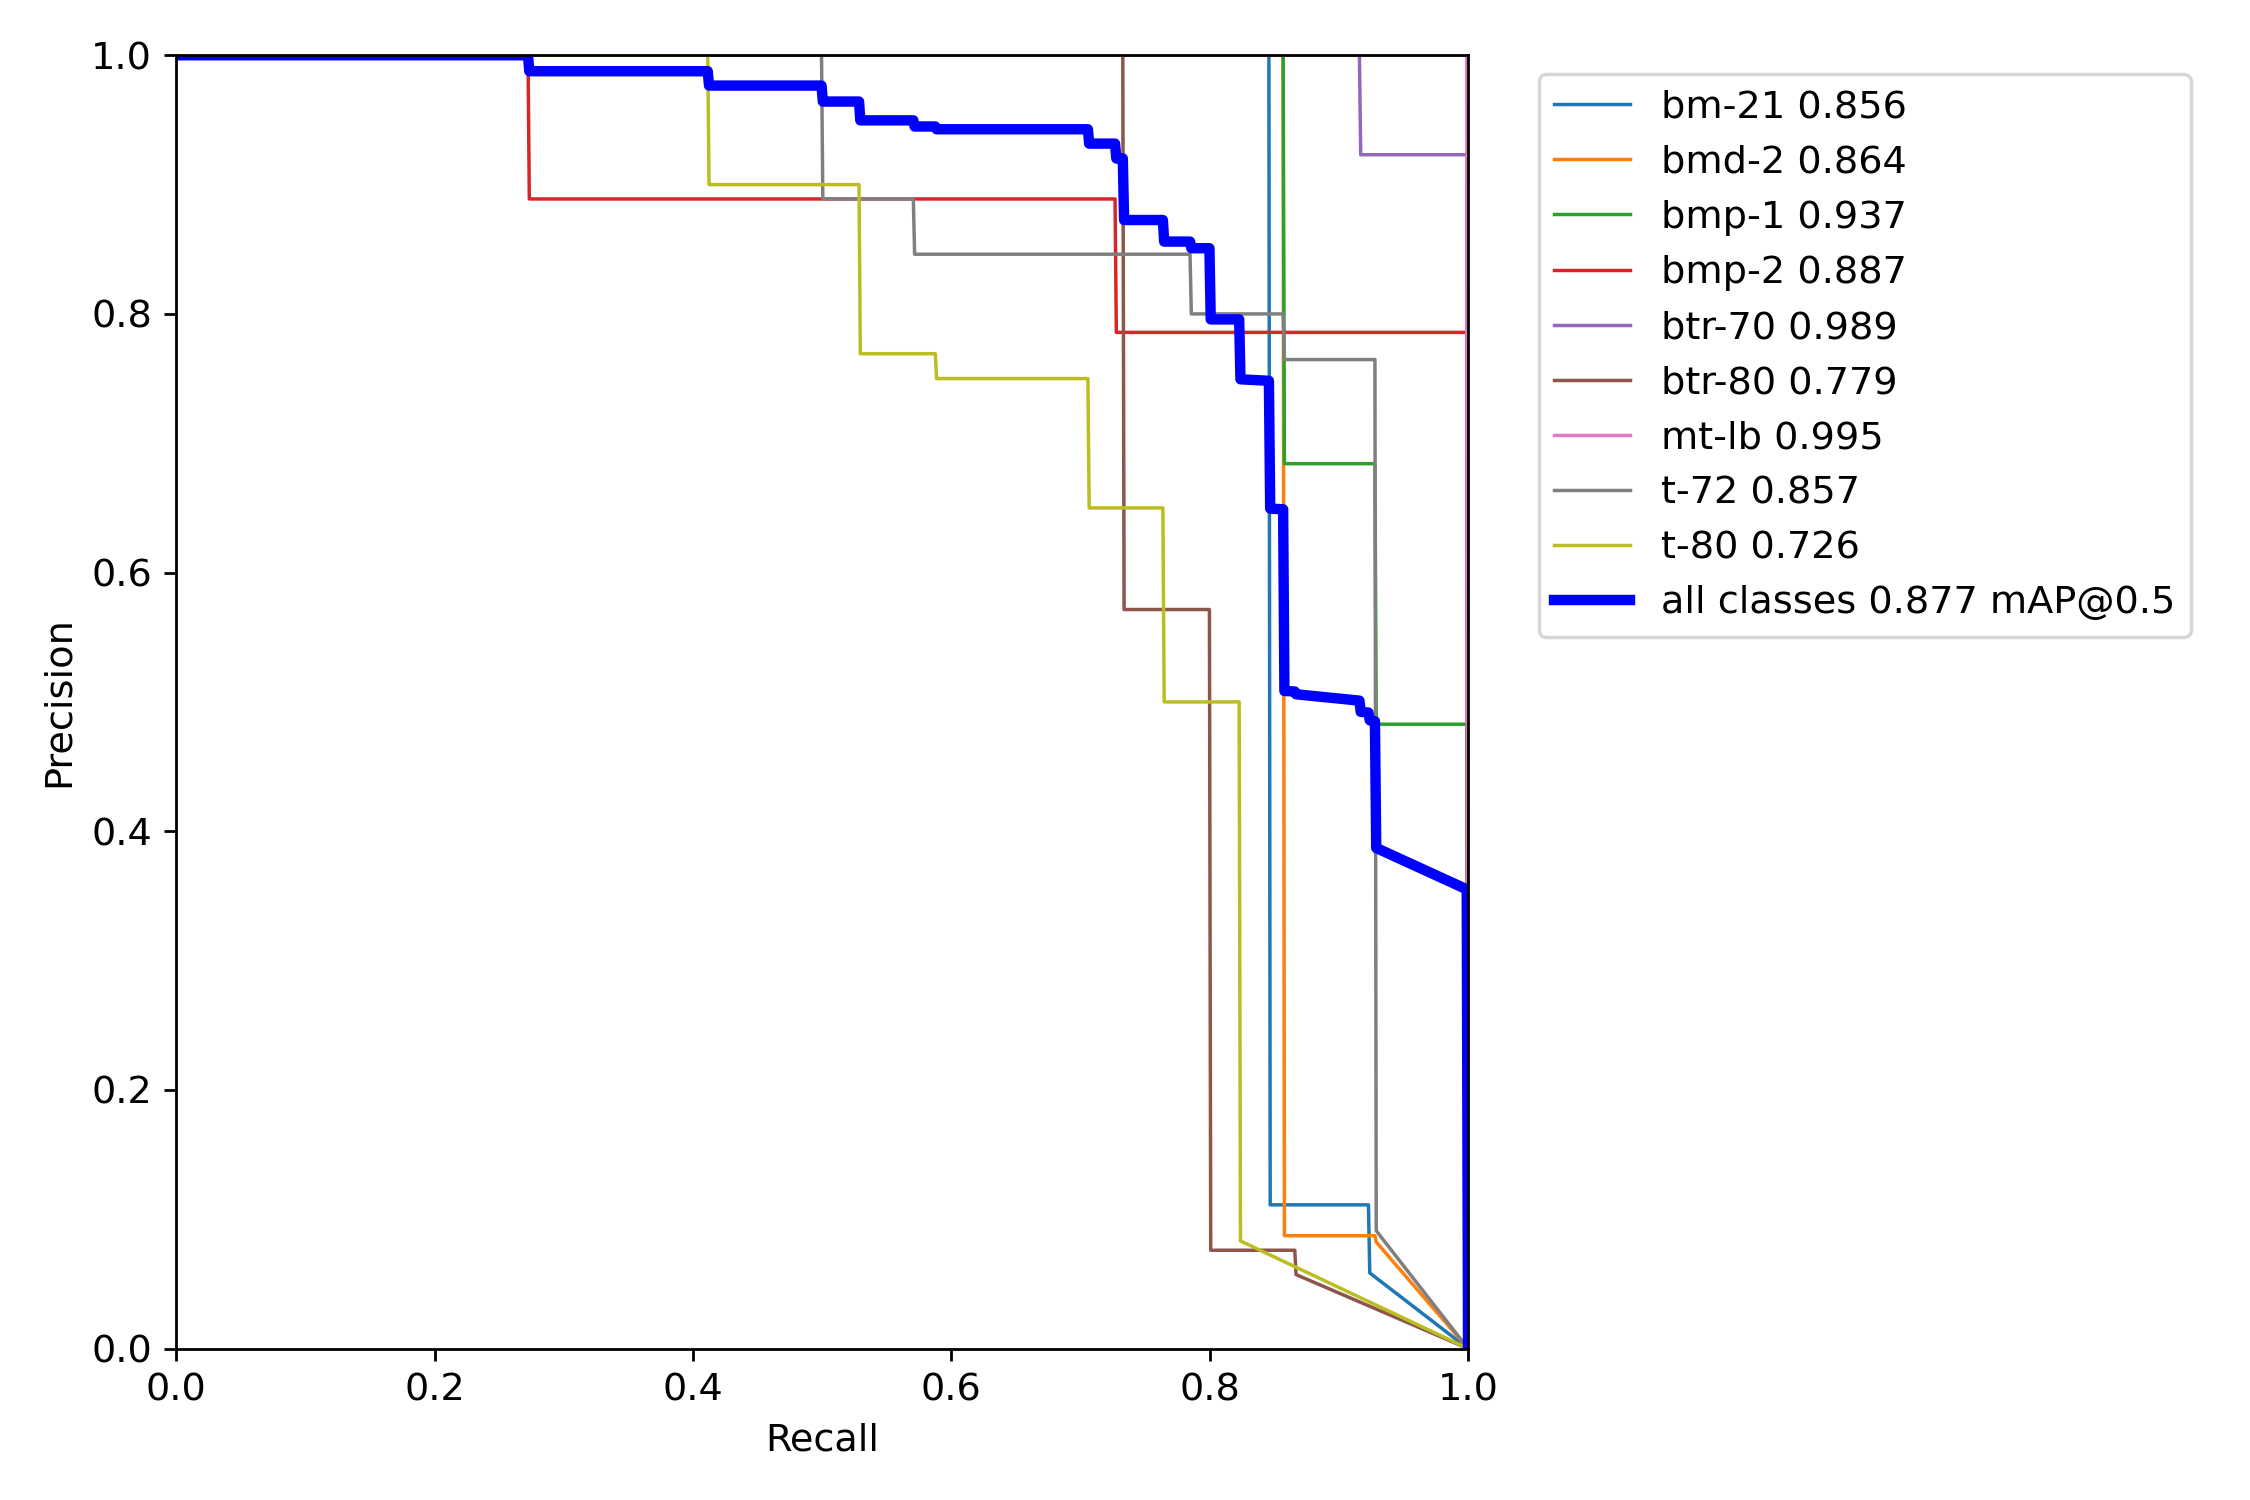 1.0
0.8
0.6
0.4
0.2
0.0
Precision
0.0 0.2 0.4 0.6 0.8 1.0
Recall
bm-21 0.856
bmd-2 0.864
bmp-1 0.937
bmp-2 0.887
btr-70 0.989
btr-80 0.779
mt-lb 0.995
t-72 0.857
t-80 0.726
all classes 0.877 mAP@0.5